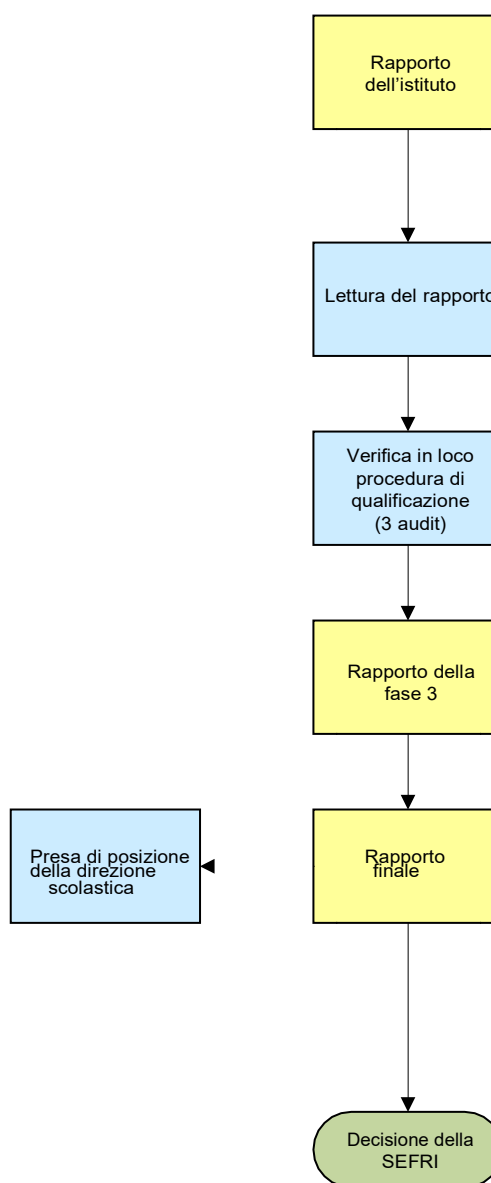 Rapporto
dell'istituto
Lettura del rapporto
Verifica in loco
procedura di
qualificazione
(3 audit)
Rapporto della
fase 3
Presa di posizione
della direzione
scolastica
Rapporto
finale
Decisione della
SEFRI